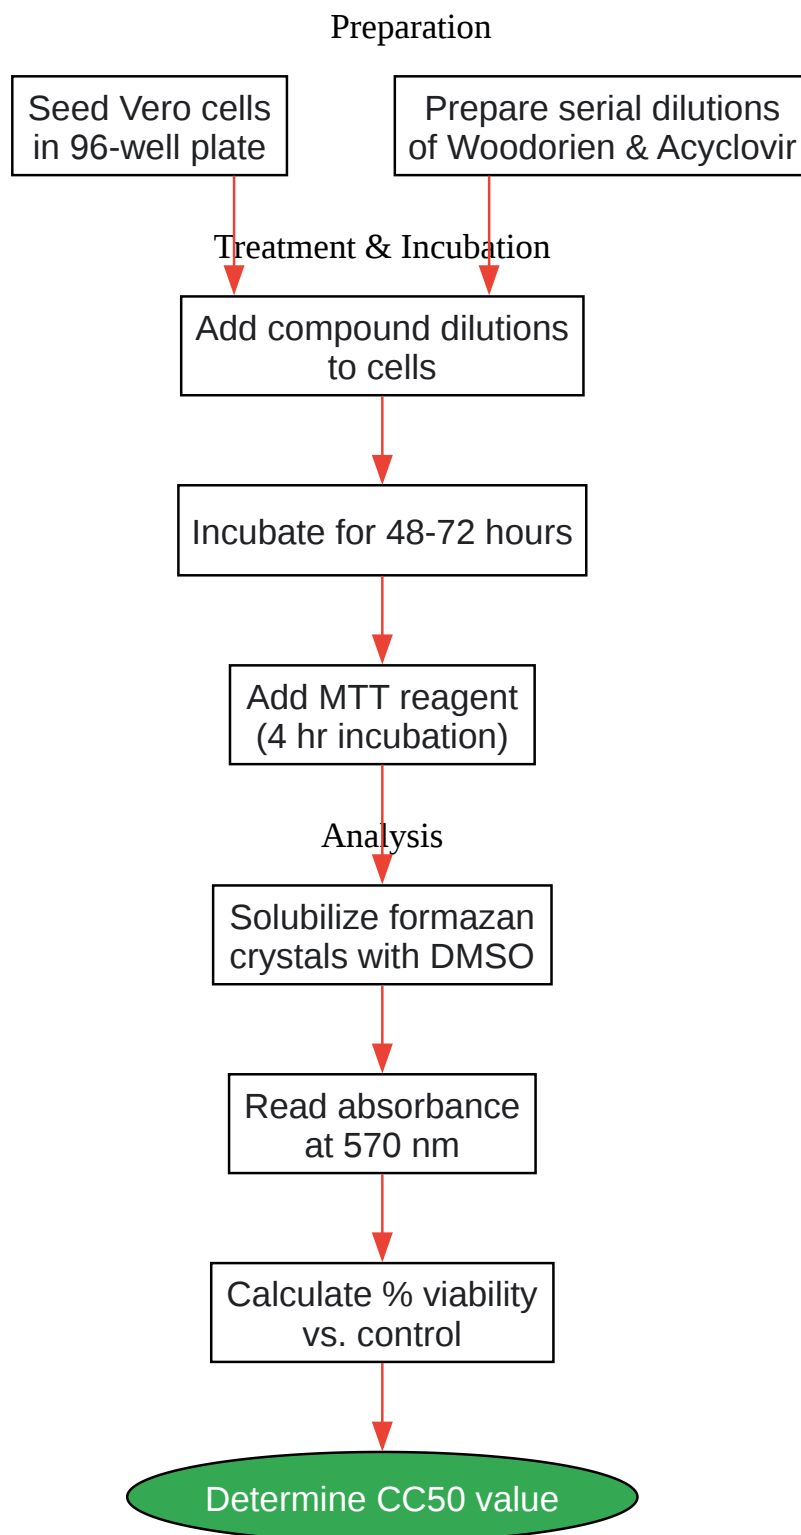 Preparation
Seed Vero cells
in 96-well plate
Prepare serial dilutions
of Woodorien & Acyclovir
Treatment & Incubation
Add compound dilutions
to cells
Incubate for 48-72 hours
Add MTT reagent
(4 hr incubation)
Analysis
Solubilize formazan
crystals with DMSO
Read absorbance
at 570 nm
Calculate % viability
vs. control
Determine CC50 value